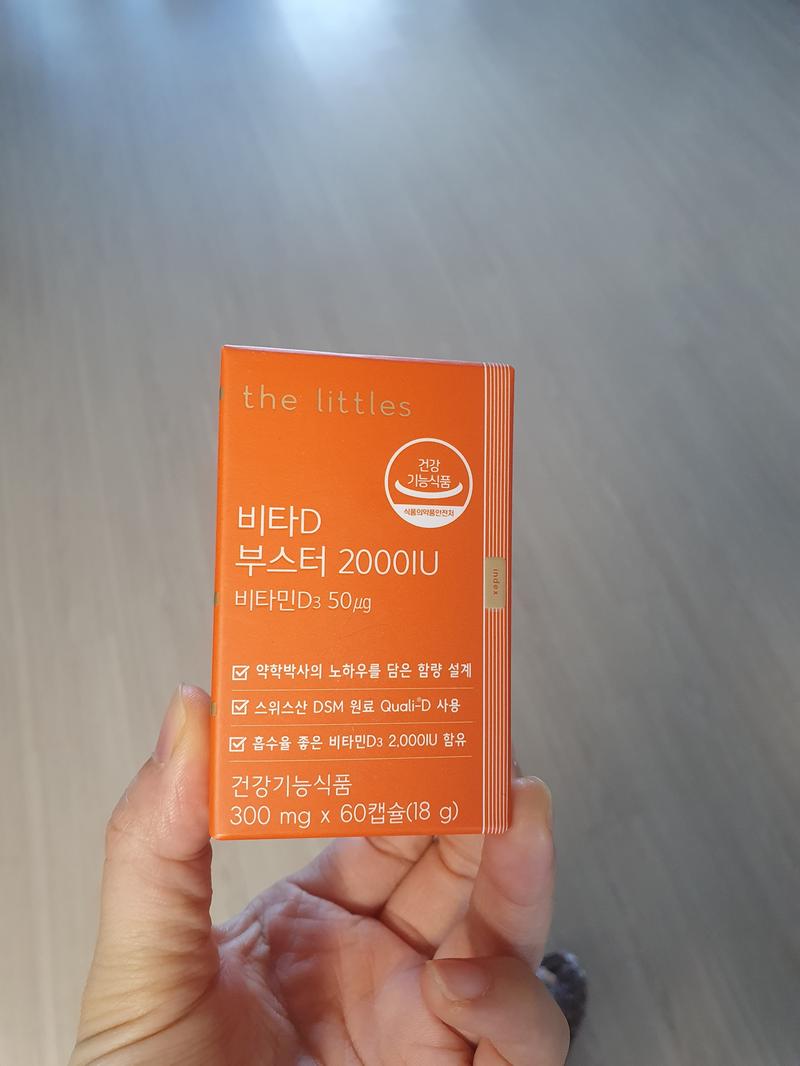 the littles
건강
기능식품
식품의약품안전처
비타D
부스터 2000IU
index
비타민D3 50㎍
약학박사의 노하우를 담은 함량 설계
스위스산 DSM 원료 Quali®-D 사용
흡수율 좋은 비타민D3 2,000IU 함유
건강기능식품
300 mg x 60캡슐(18 g)